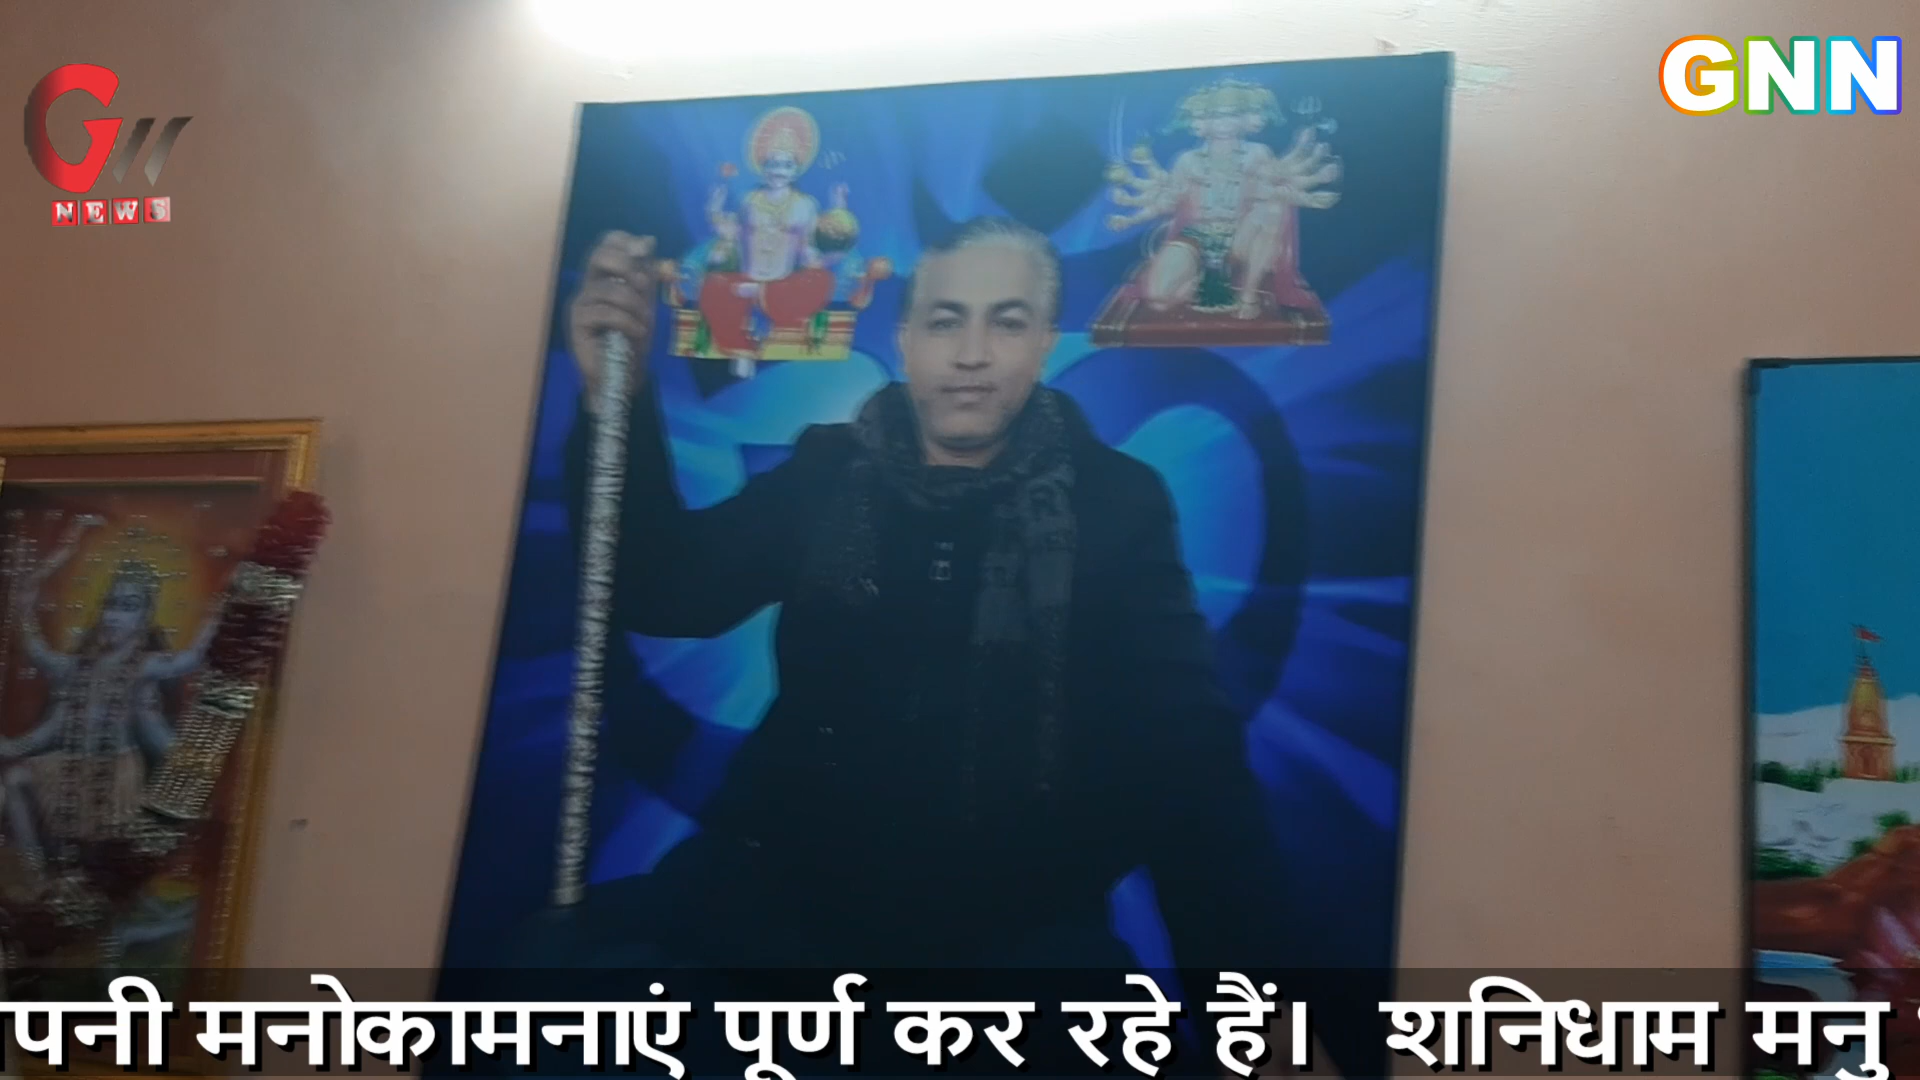 G
NEWS
GNN
पनी मनोकामनाएं पूर्ण कर रहे हैं। शनिधाम मनु